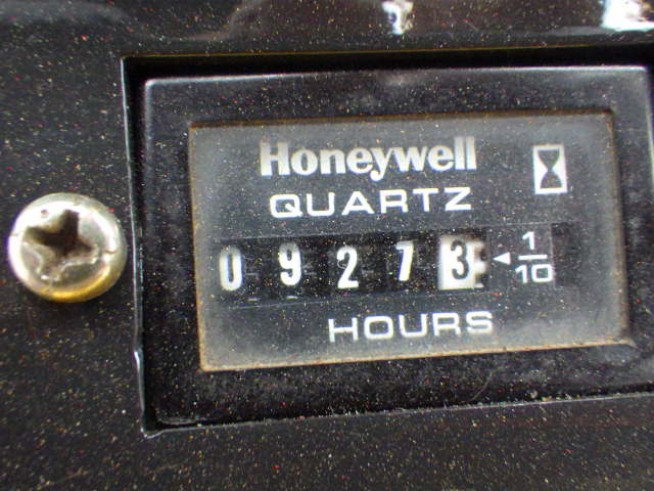 Honeywell
QUARTZ
0 9 2 7 3 ◄ 1/10
HOURS